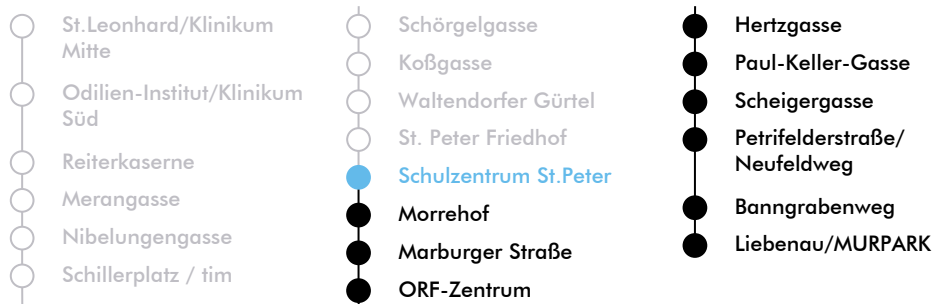 St.Leonhard/Klinikum
Mitte
Odilien-Institut/Klinikum
Süd
Reiterkaserne
Merangasse
Nibelungengasse
Schillerplatz / tim
Schörgelgasse
Koßgasse
Waltendorfer Gürtel
St. Peter Friedhof
Schulzentrum St.Peter
Morrehof
Marburger Straße
ORF-Zentrum
Hertzgasse
Paul-Keller-Gasse
Scheigergasse
Petrifelderstraße/
Neufeldweg
Banngrabenweg
Liebenau/MURPARK